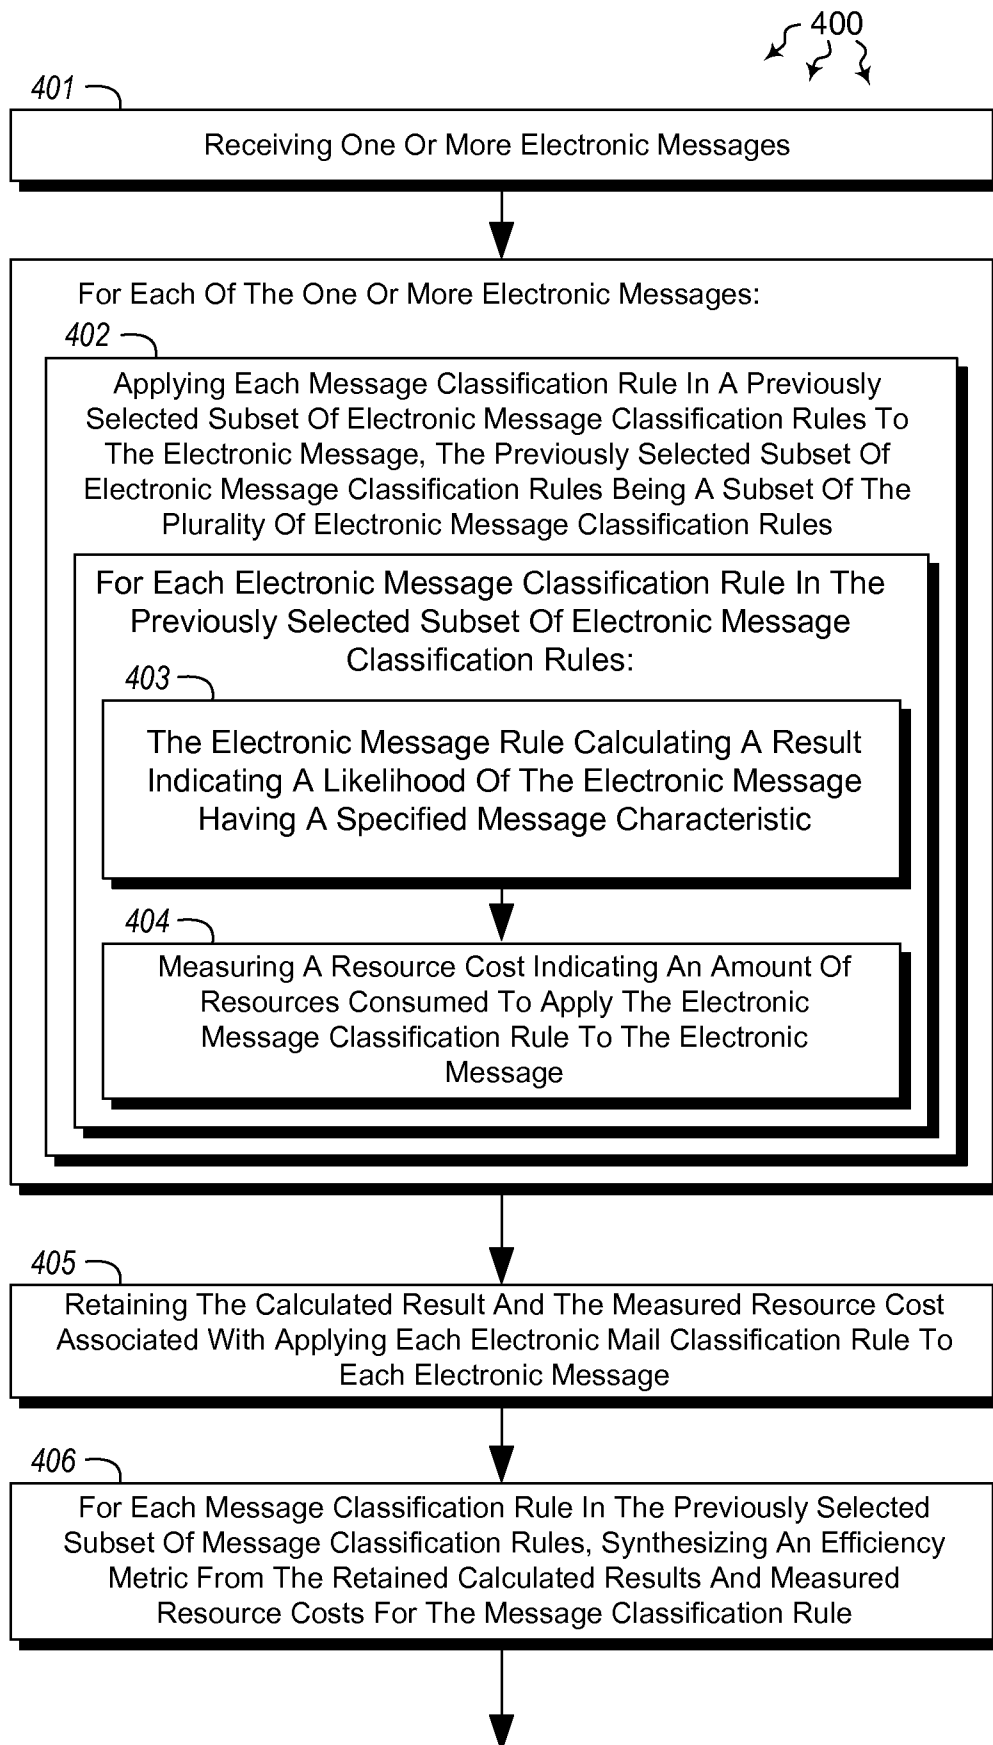 400
401
Receiving One Or More Electronic Messages
For Each Of The One Or More Electronic Messages:
402
Applying Each Message Classification Rule In A Previously
Selected Subset Of Electronic Message Classification Rules To
The Electronic Message, The Previously Selected Subset Of
Electronic Message Classification Rules Being A Subset Of The
Plurality Of Electronic Message Classification Rules
For Each Electronic Message Classification Rule In The
Previously Selected Subset Of Electronic Message
Classification Rules:
403
The Electronic Message Rule Calculating A Result
Indicating A Likelihood Of The Electronic Message
Having A Specified Message Characteristic
404
Measuring A Resource Cost Indicating An Amount Of
Resources Consumed To Apply The Electronic
Message Classification Rule To The Electronic
Message
405
Retaining The Calculated Result And The Measured Resource Cost
Associated With Applying Each Electronic Mail Classification Rule To
Each Electronic Message
406
For Each Message Classification Rule In The Previously Selected
Subset Of Message Classification Rules, Synthesizing An Efficiency
Metric From The Retained Calculated Results And Measured
Resource Costs For The Message Classification Rule